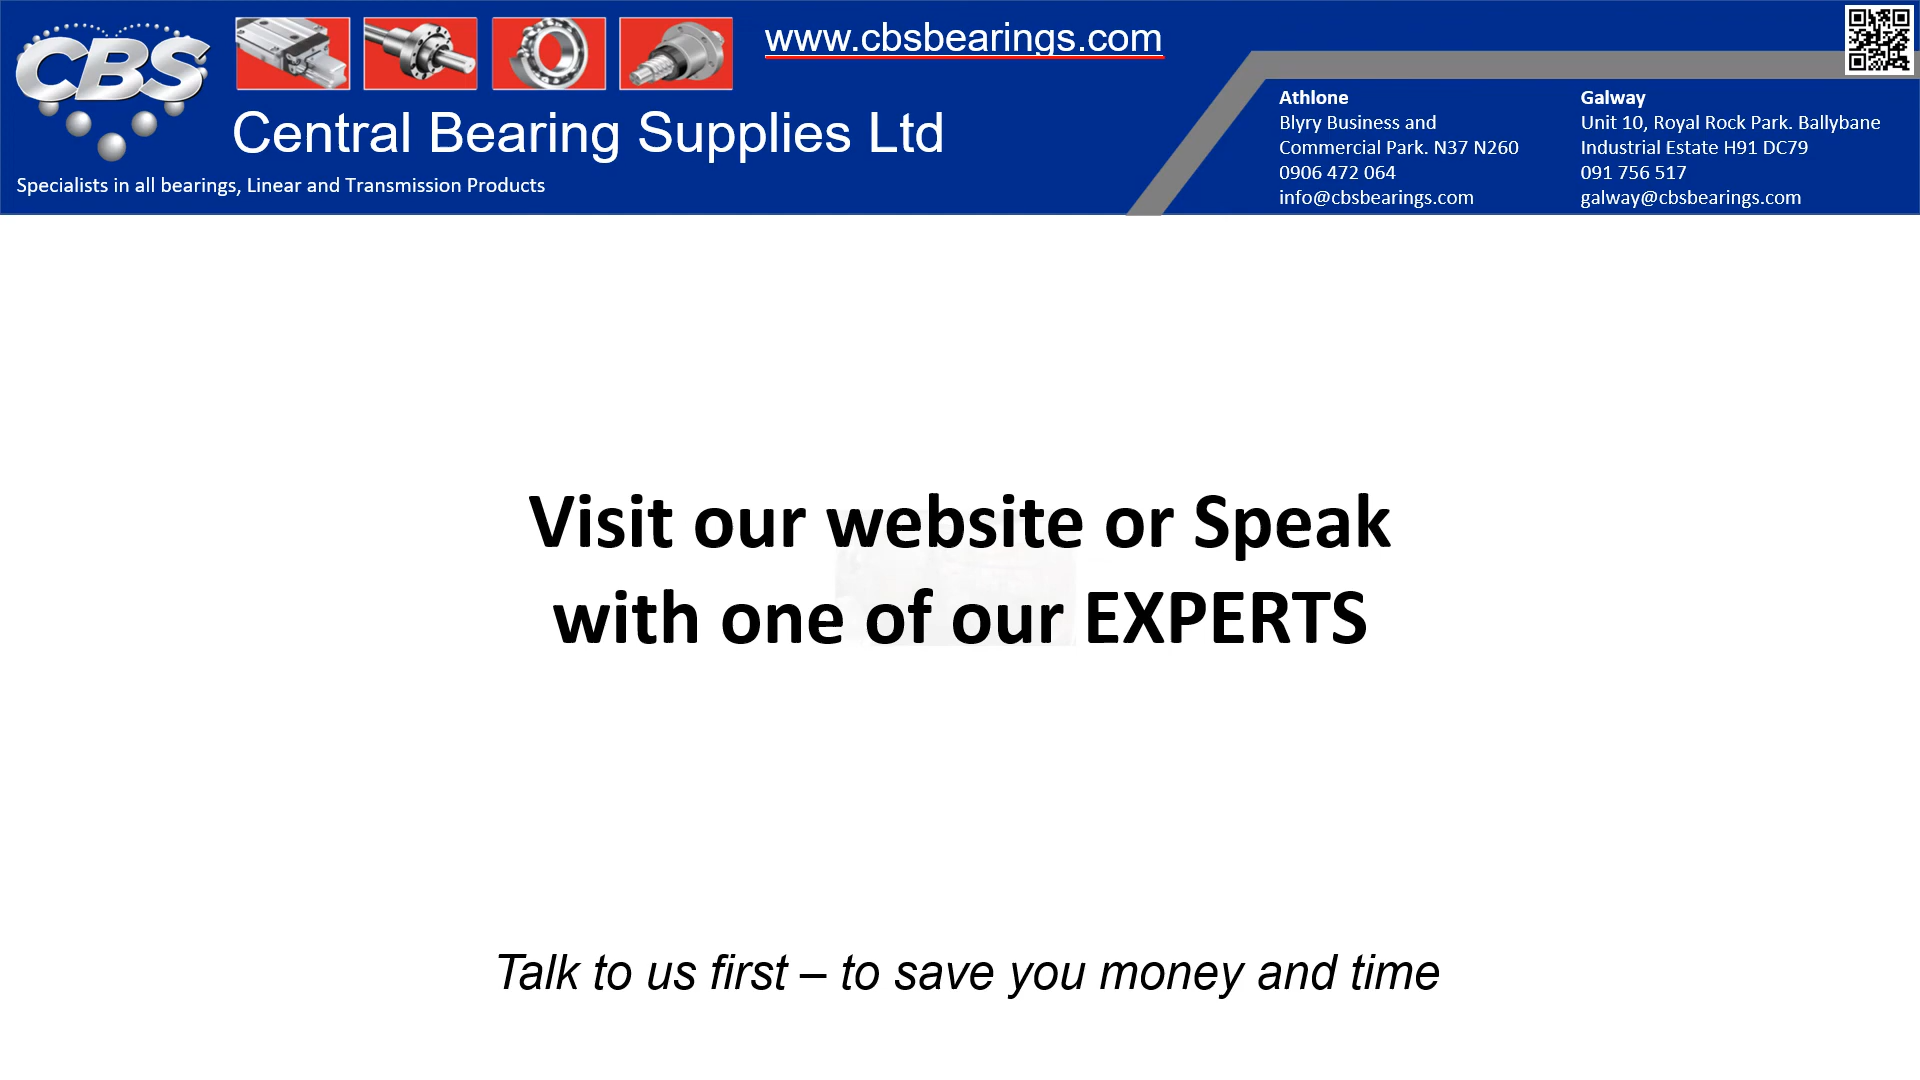 CBS
www.cbsbearings.com
Central Bearing Supplies Ltd
Specialists in all bearings, Linear and Transmission Products
Athlone
Blyry Business and
Commercial Park. N37 N260
0906 472 064
info@cbsbearings.com
Galway
Unit 10, Royal Rock Park. Ballybane
Industrial Estate H91 DC79
091 756 517
galway@cbsbearings.com
Visit our website or Speak
with one of our EXPERTS
Talk to us first – to save you money and time